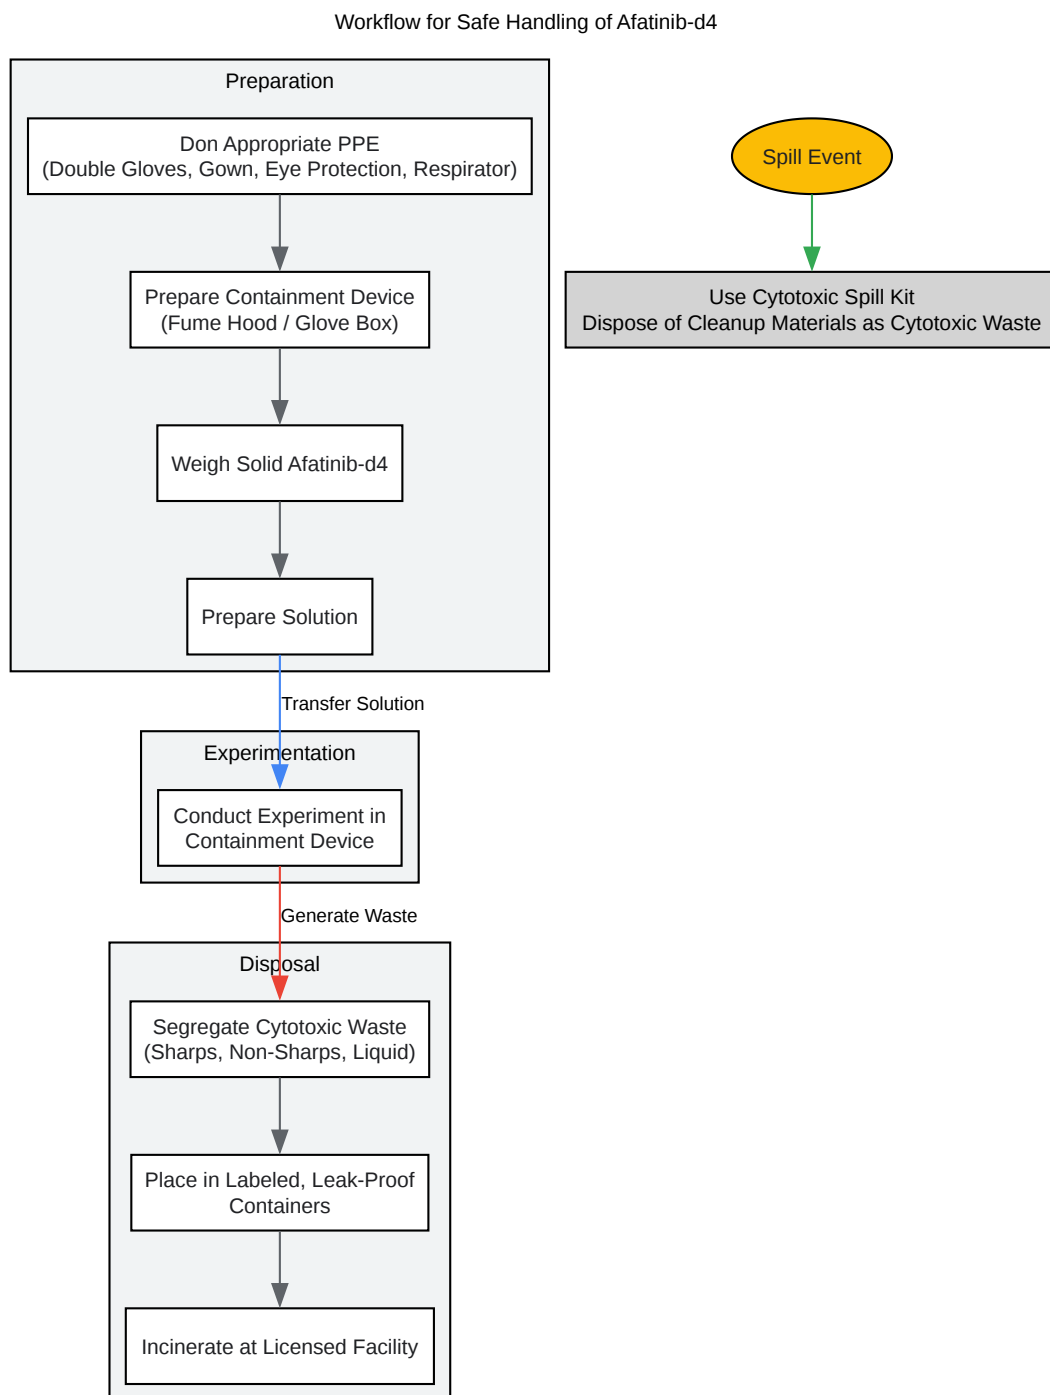 Workflow for Safe Handling of Afatinib-d4
Preparation
Don Appropriate PPE
(Double Gloves, Gown, Eye Protection, Respirator)
Prepare Containment Device
(Fume Hood / Glove Box)
Weigh Solid Afatinib-d4
Prepare Solution
Transfer Solution
Experimentation
Conduct Experiment in
Containment Device
Generate Waste
Disposal
Segregate Cytotoxic Waste
(Sharps, Non-Sharps, Liquid)
Place in Labeled, Leak-Proof
Containers
Incinerate at Licensed Facility
Spill Event
Use Cytotoxic Spill Kit
Dispose of Cleanup Materials as Cytotoxic Waste